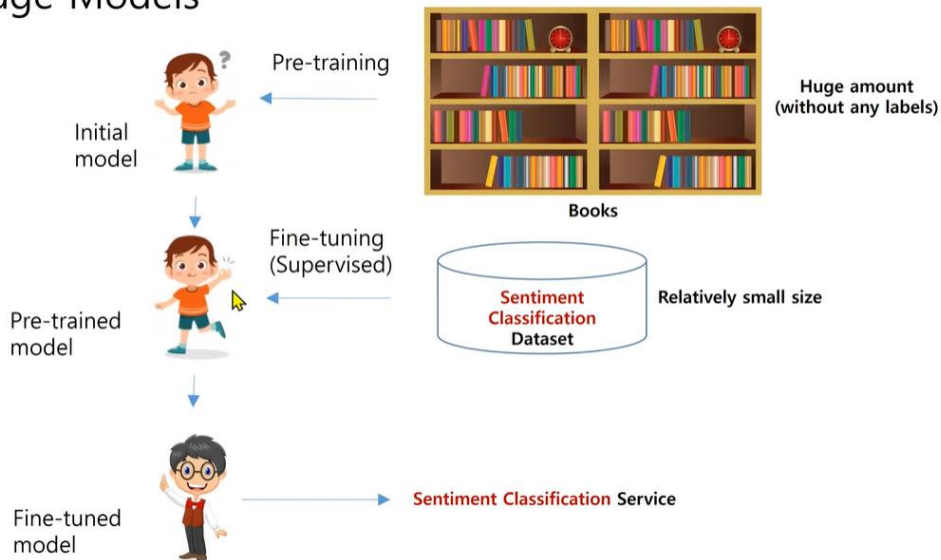 Models
Pre-training
Huge amount
(without any labels)
Initial
model
Books
Fine-tuning
(Supervised)
Sentiment
Classification
Dataset
Relatively small size
Pre-trained
model
Fine-tuned
model
Sentiment Classification Service